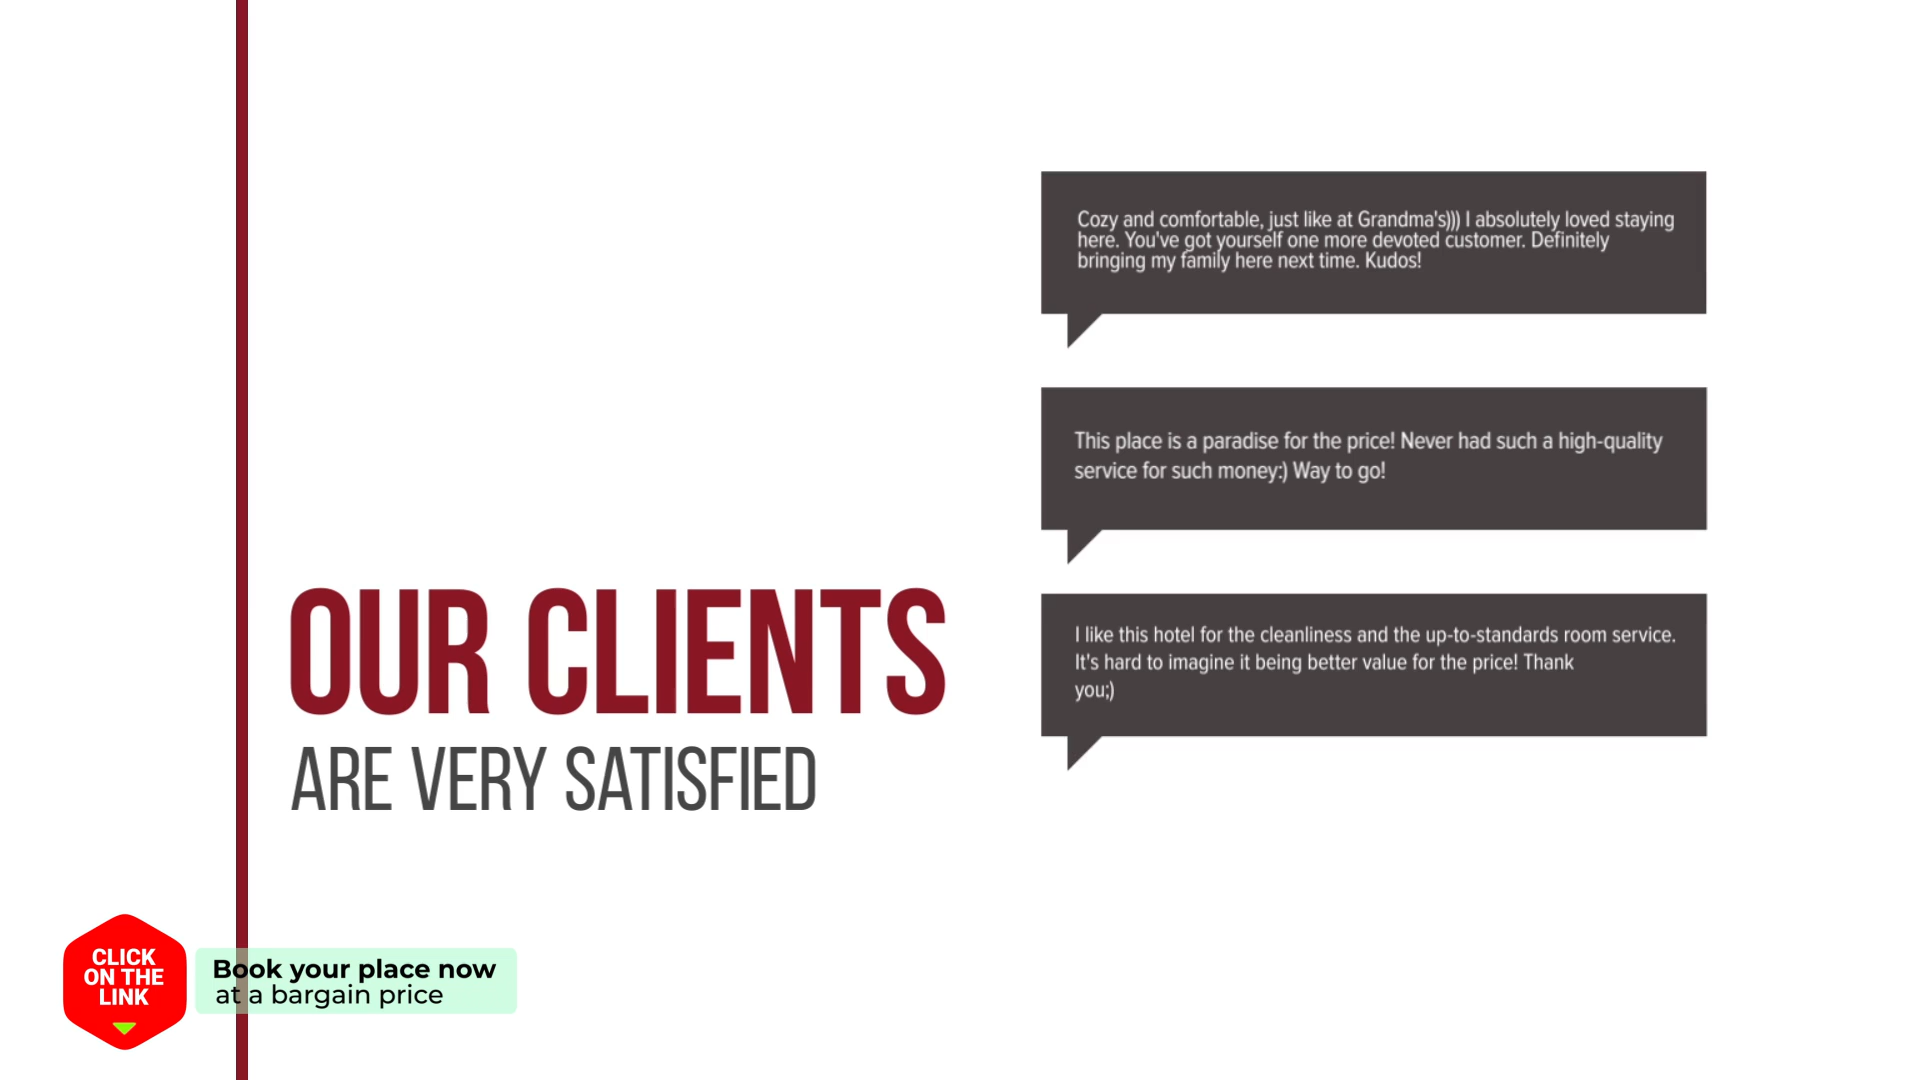 Cozy and comfortable, just like at Grandma's))) I absolutely loved staying
here. You've got yourself one more devoted customer. Definitely
bringing my family here next time. Kudos!
This place is a paradise for the price! Never had such a high-quality
service for such money:) Way to go!
I like this hotel for the cleanliness and the up-to-standards room service.
It's hard to imagine it being better value for the price! Thank
you;)
OUR CLIENTS
ARE VERY SATISFIED
CLICK
ON THE
LINK
Book your place now
at a bargain price